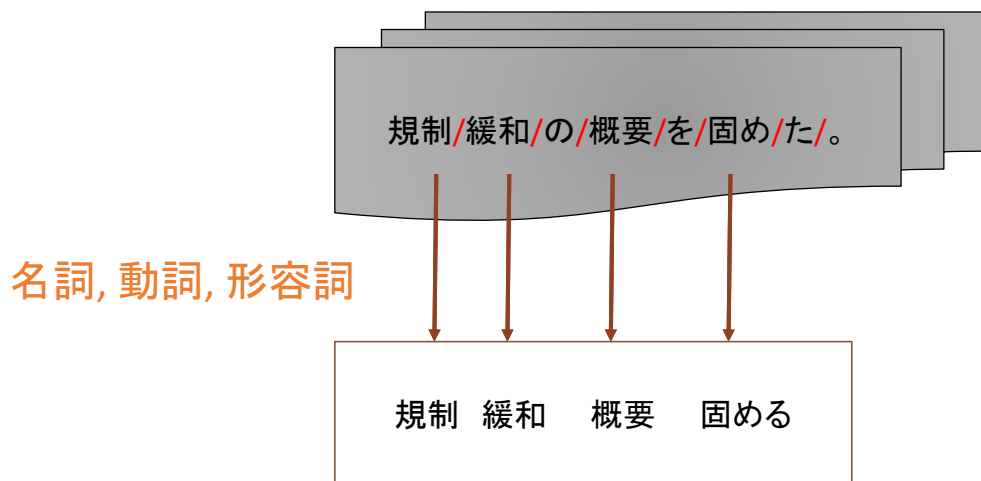 規制/緩和/の/概要/を/固め/た/。
名詞, 動詞, 形容詞
規制 緩和 概要 固める